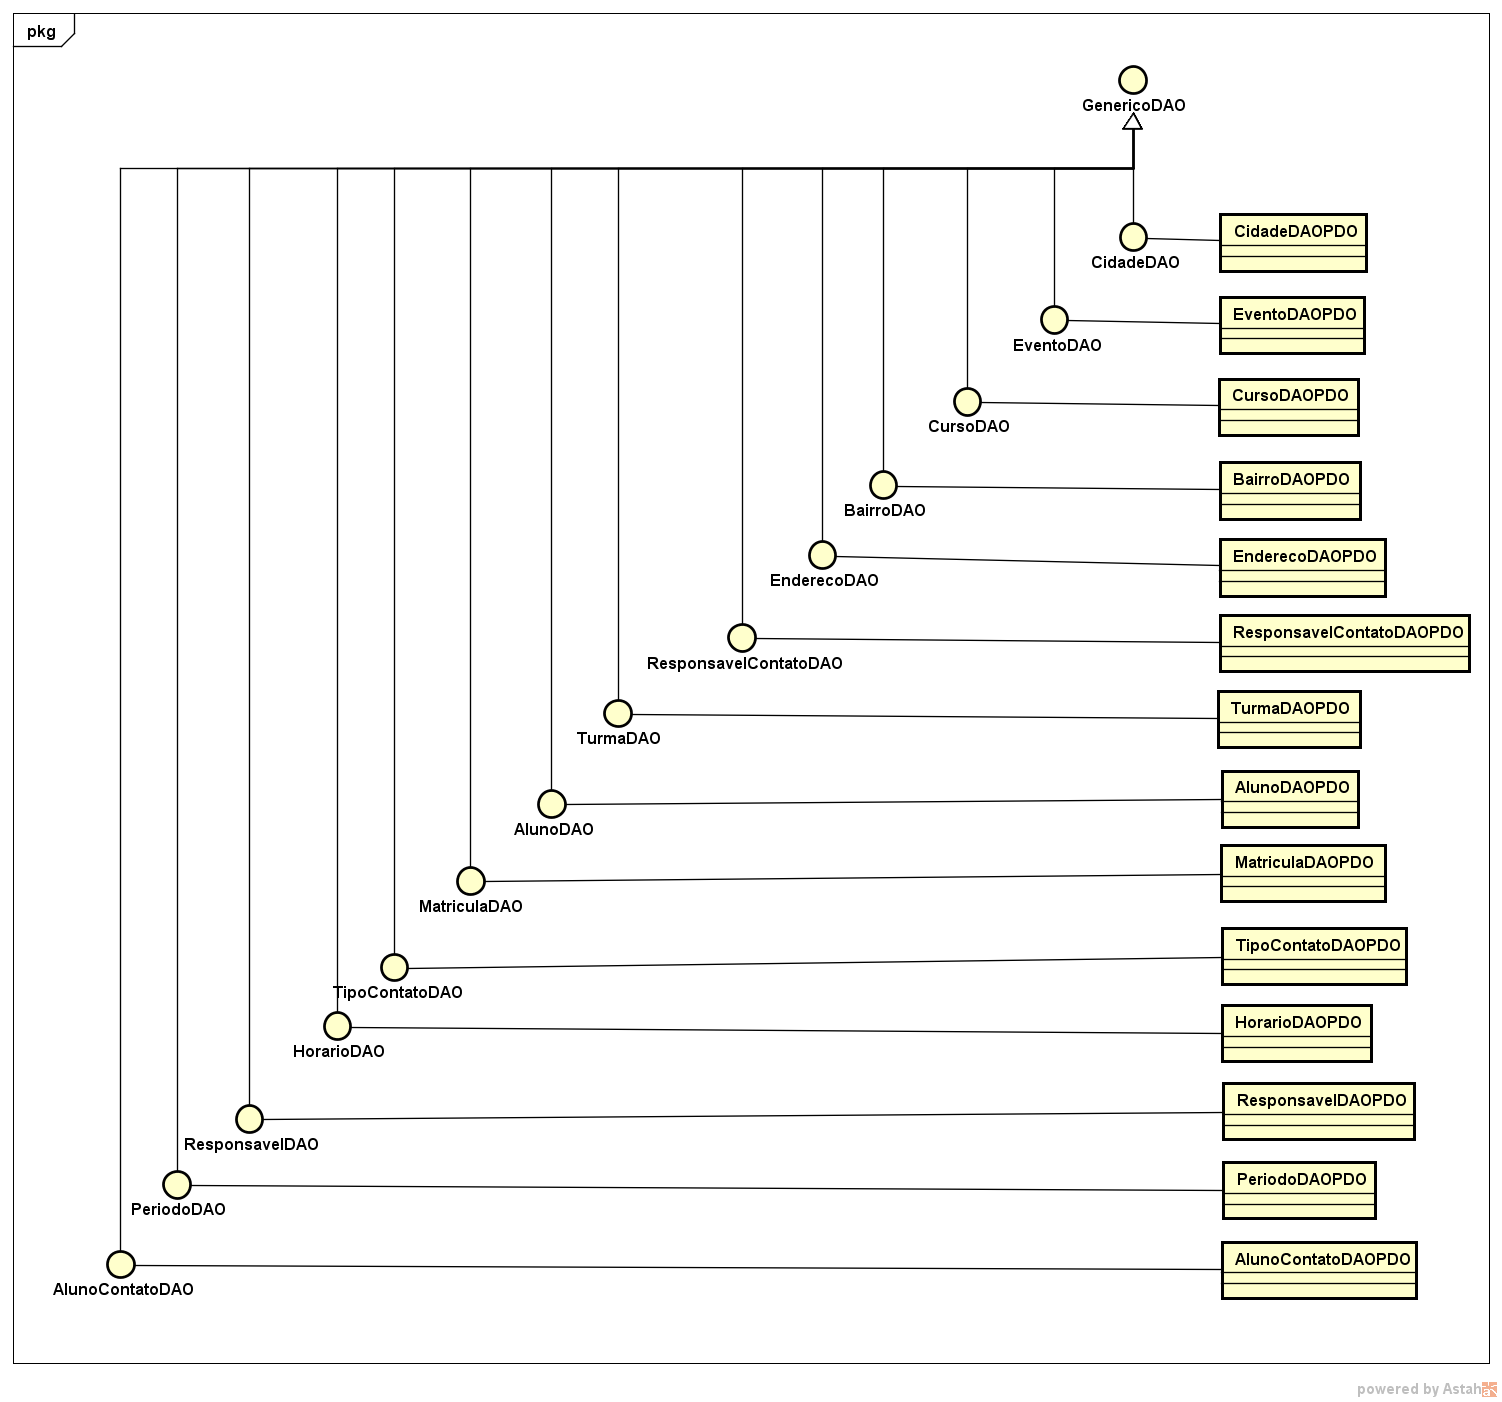 pkg
GenericoDAO
CidadeDAOPDO
CidadeDAO
EventoDAOPDO
EventoDAO
CursoDAOPDO
CursoDAO
BairroDAOPDO
BairroDAO
EnderecoDAOPDO
EnderecoDAO
ResponsavelContatoDAOPDO
ResponsavelContatoDAO
TurmaDAOPDO
TurmaDAO
AlunoDAOPDO
AlunoDAO
MatriculaDAOPDO
MatriculaDAO
TipoContatoDAOPDO
TipoContatoDAO
HorarioDAOPDO
HorarioDAO
ResponsavelDAOPDO
ResponsavelDAO
PeriodoDAOPDO
PeriodoDAO
AlunoContatoDAOPDO
AlunoContatoDAO
powered by Astah